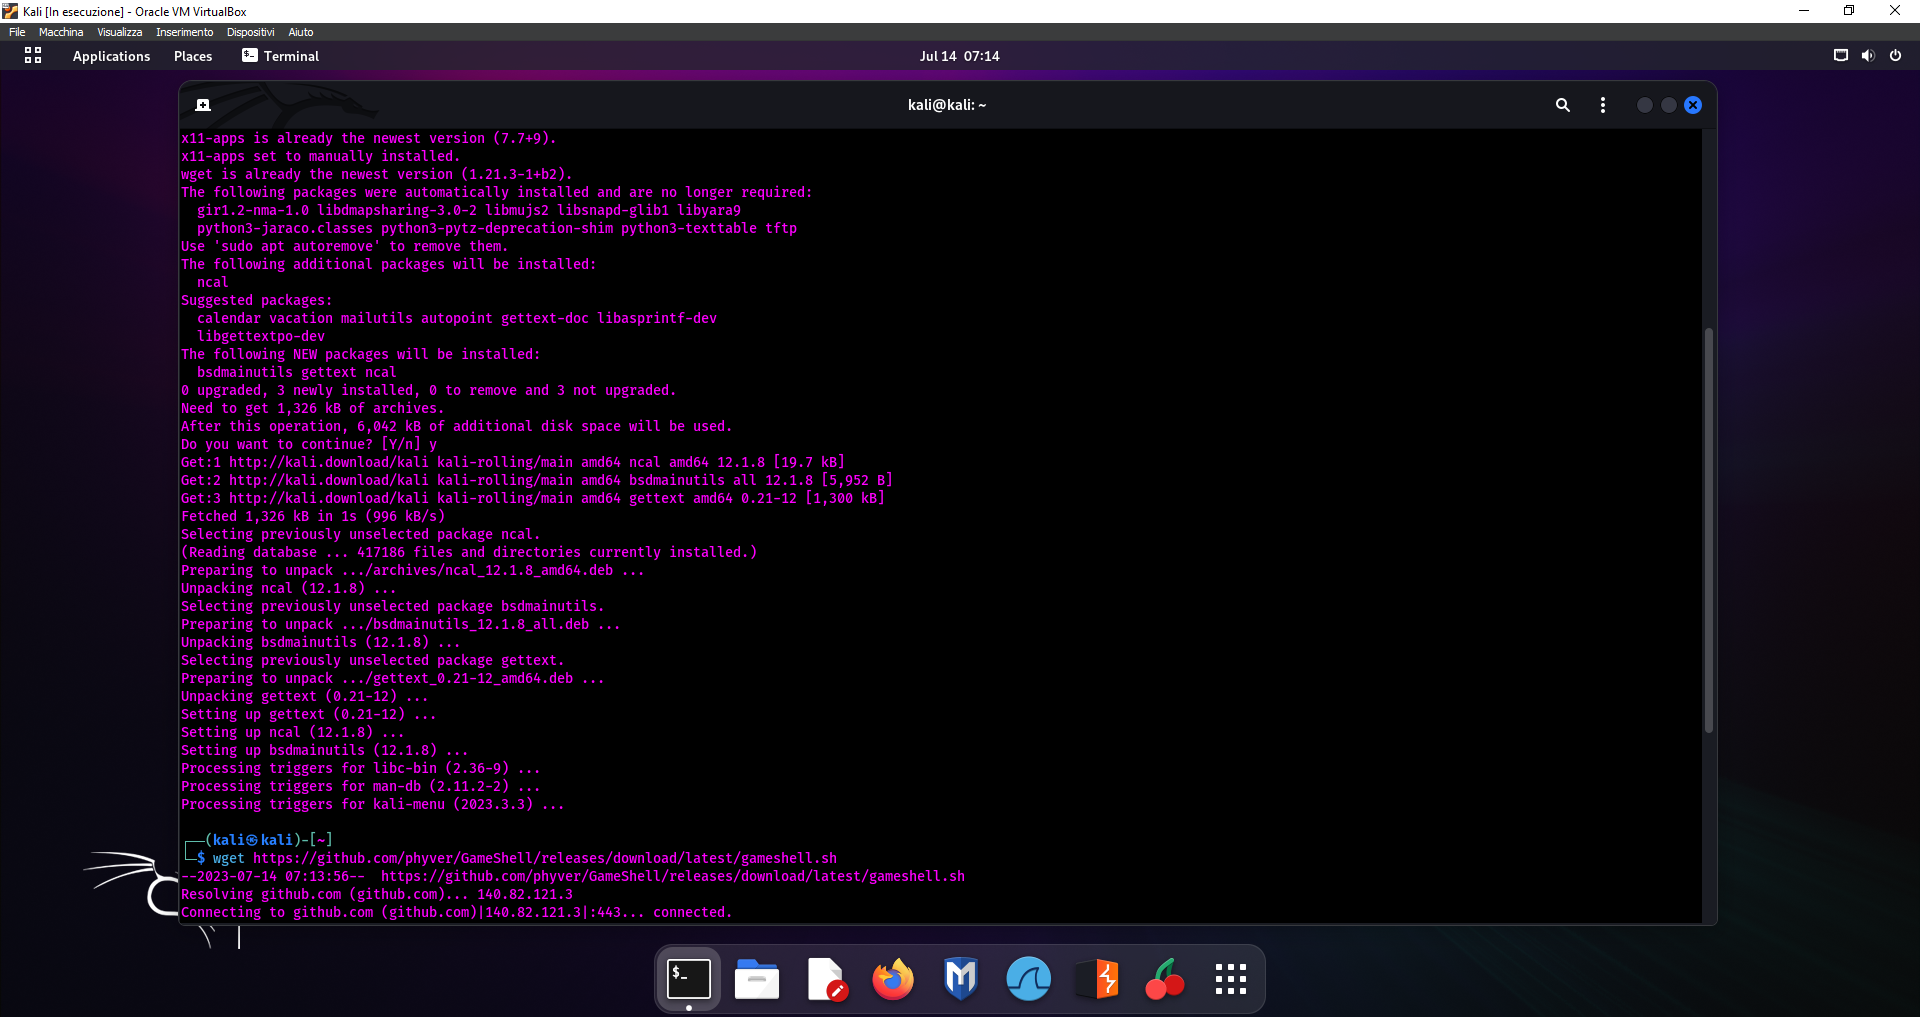 Kali [In esecuzione] - Oracle VM VirtualBox
File Macchina Visualizza Inserimento Dispositivi Aiuto
Applications Places $_ Terminal Jul 14 07:14
kali@kali: ~
x11-apps is already the newest version (7.7+9).
x11-apps set to manually installed.
wget is already the newest version (1.21.3-1+b2).
The following packages were automatically installed and are no longer required:
  gir1.2-nma-1.0 libdmapsharing-3.0-2 libmujs2 libsnapd-glib1 libyara9
  python3-jaraco.classes python3-pytz-deprecation-shim python3-texttable tftp
Use 'sudo apt autoremove' to remove them.
The following additional packages will be installed:
  ncal
Suggested packages:
  calendar vacation mailutils autopoint gettext-doc libasprintf-dev
  libgettextpo-dev
The following NEW packages will be installed:
  bsdmainutils gettext ncal
0 upgraded, 3 newly installed, 0 to remove and 3 not upgraded.
Need to get 1,326 kB of archives.
After this operation, 6,042 kB of additional disk space will be used.
Do you want to continue? [Y/n] y
Get:1 http://kali.download/kali kali-rolling/main amd64 ncal amd64 12.1.8 [19.7 kB]
Get:2 http://kali.download/kali kali-rolling/main amd64 bsdmainutils all 12.1.8 [5,952 B]
Get:3 http://kali.download/kali kali-rolling/main amd64 gettext amd64 0.21-12 [1,300 kB]
Fetched 1,326 kB in 1s (996 kB/s)
Selecting previously unselected package ncal.
(Reading database ... 417186 files and directories currently installed.)
Preparing to unpack .../archives/ncal_12.1.8_amd64.deb ...
Unpacking ncal (12.1.8) ...
Selecting previously unselected package bsdmainutils.
Preparing to unpack .../bsdmainutils_12.1.8_all.deb ...
Unpacking bsdmainutils (12.1.8) ...
Selecting previously unselected package gettext.
Preparing to unpack .../gettext_0.21-12_amd64.deb ...
Unpacking gettext (0.21-12) ...
Setting up gettext (0.21-12) ...
Setting up ncal (12.1.8) ...
Setting up bsdmainutils (12.1.8) ...
Processing triggers for libc-bin (2.36-9) ...
Processing triggers for man-db (2.11.2-2) ...
Processing triggers for kali-menu (2023.3.3) ...
┌──(kali㉿kali)-[~]
└─$ wget https://github.com/phyver/GameShell/releases/download/latest/gameshell.sh
--2023-07-14 07:13:56--  https://github.com/phyver/GameShell/releases/download/latest/gameshell.sh
Resolving github.com (github.com)... 140.82.121.3
Connecting to github.com (github.com)|140.82.121.3|:443... connected.
$_
M